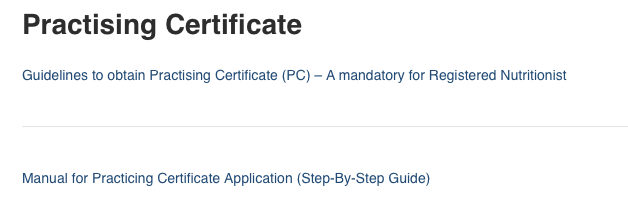 Practising Certificate
Guidelines to obtain Practising Certificate (PC) – A mandatory for Registered Nutritionist
Manual for Practicing Certificate Application (Step-By-Step Guide)